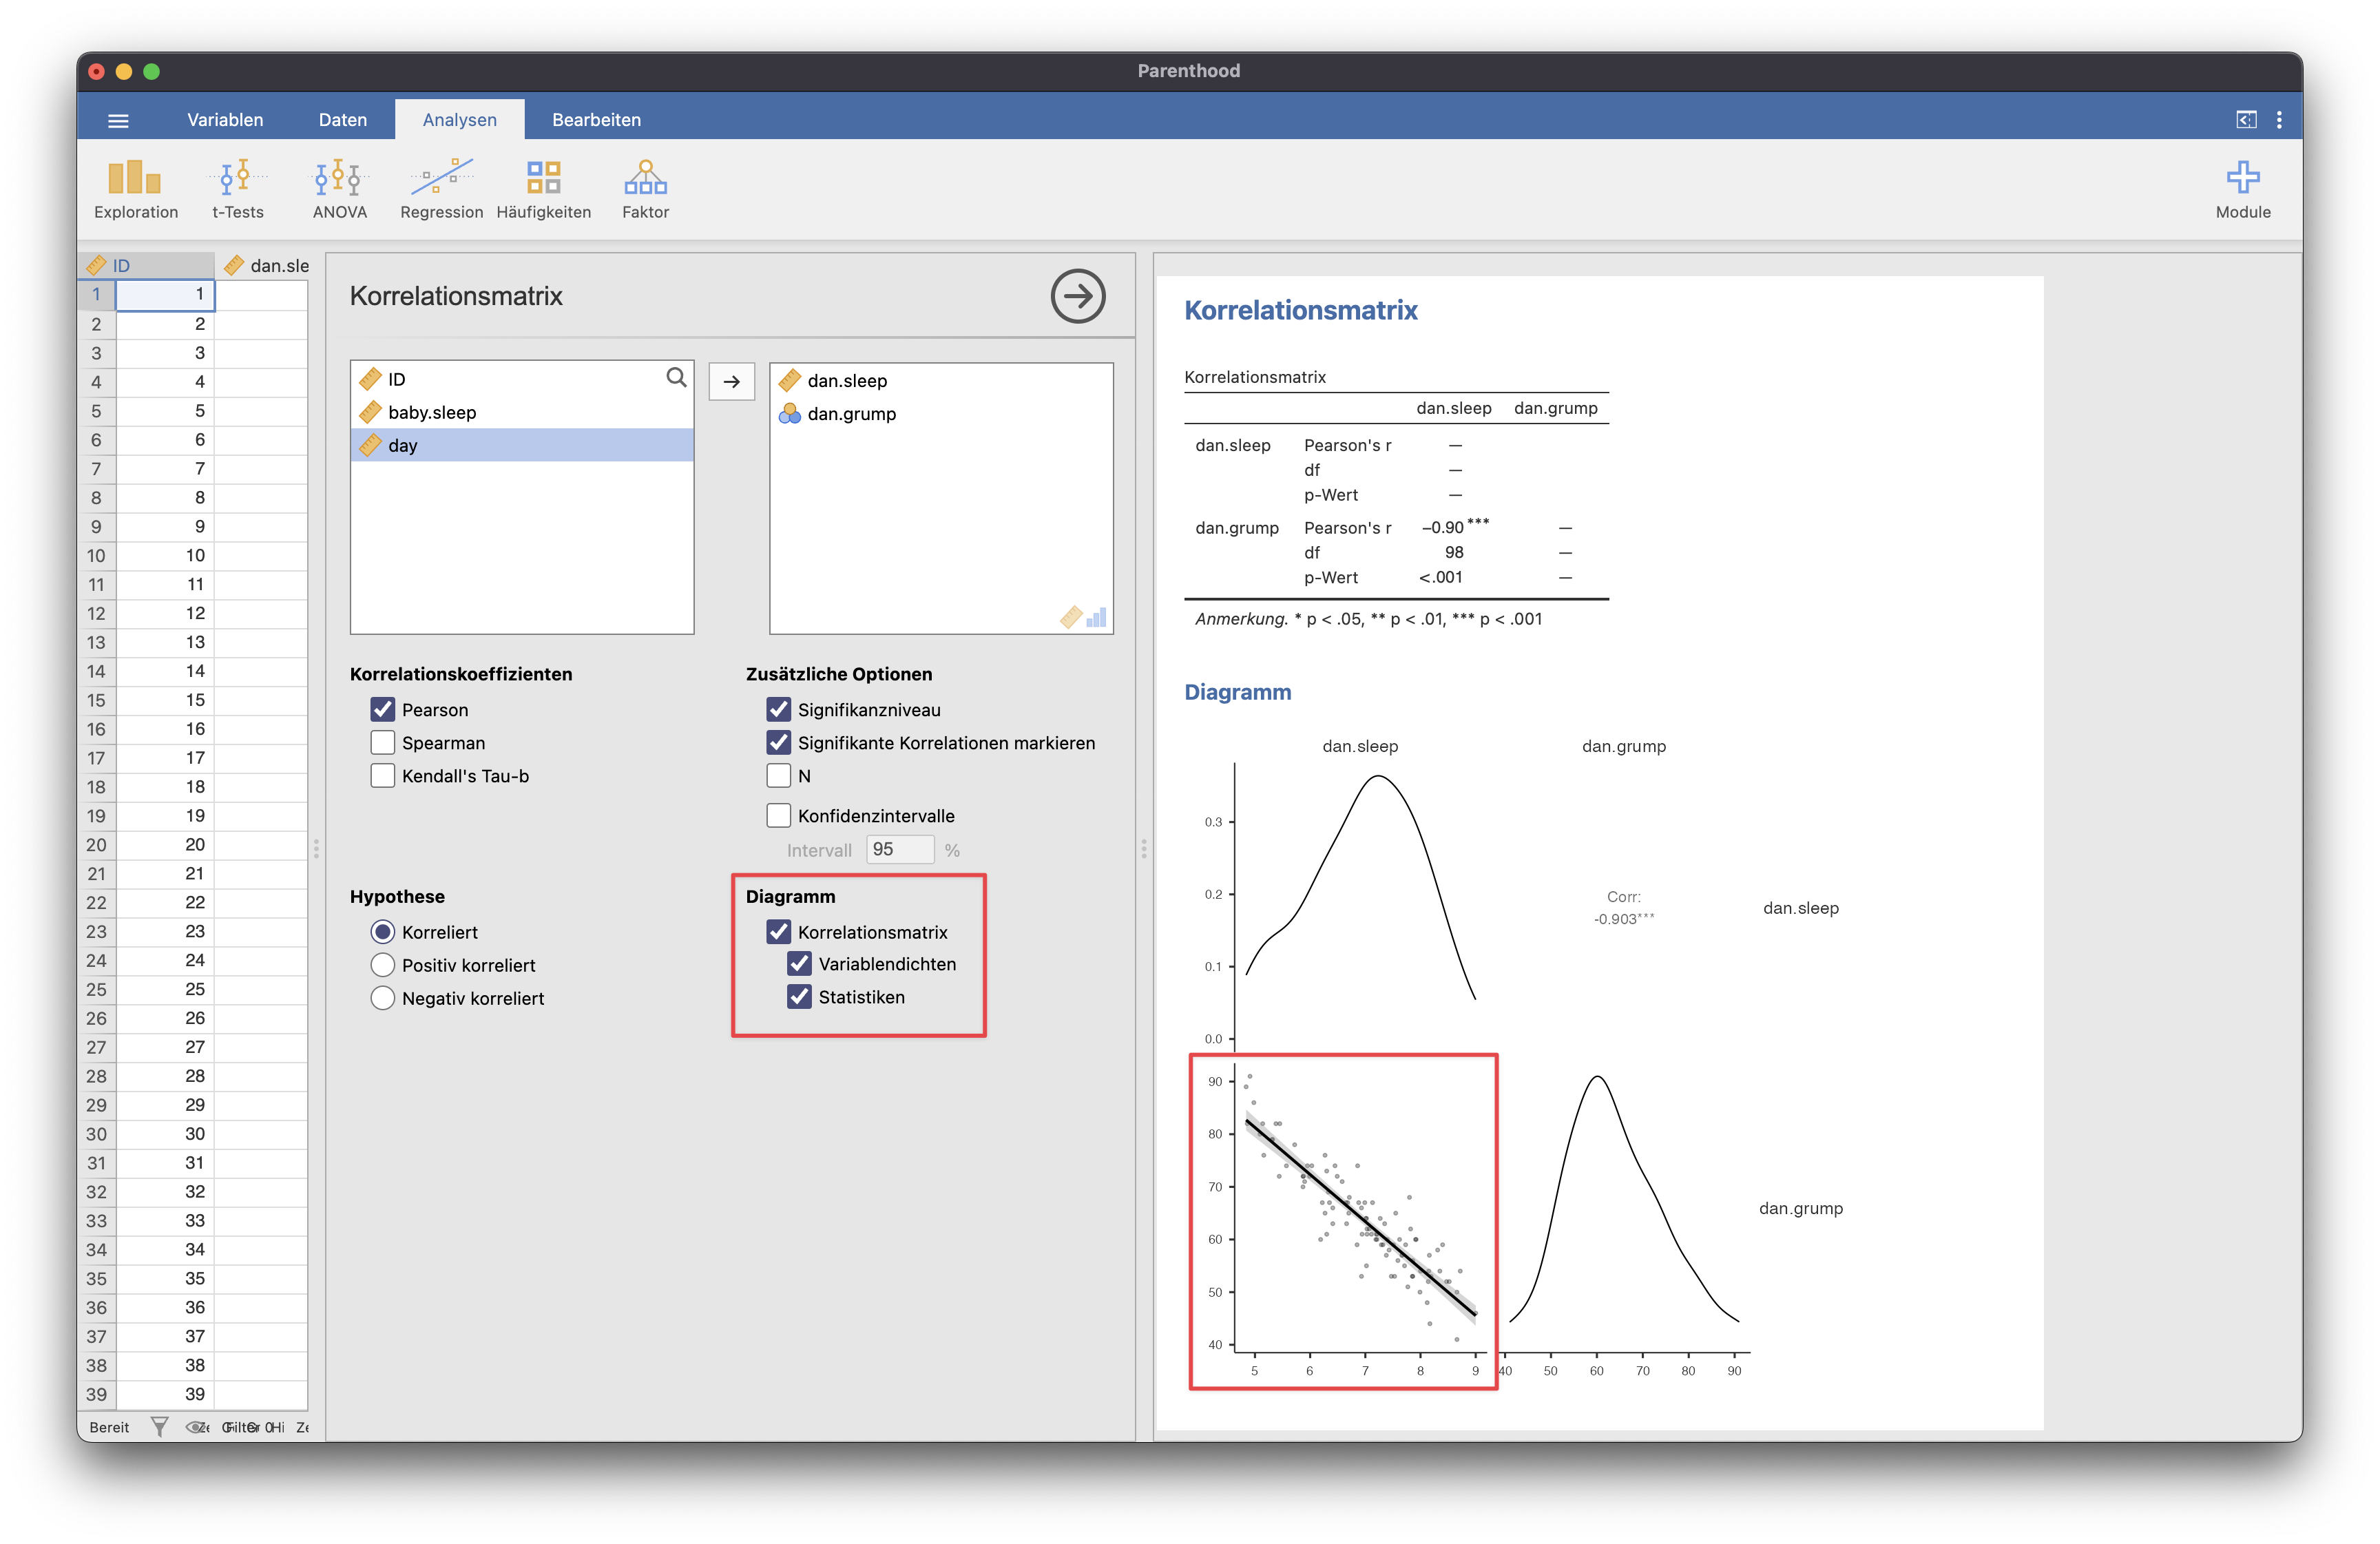 Parenthood
Variablen Daten Analysen Bearbeiten
Exploration t-Tests ANOVA Regression Häufigkeiten Faktor Module
ID dan.sle
1 1
2 2
3 3
4 4
5 5
6 6
7 7
8 8
9 9
10 10
11 11
12 12
13 13
14 14
15 15
16 16
17 17
18 18
19 19
20 20
21 21
22 22
23 23
24 24
25 25
26 26
27 27
28 28
29 29
30 30
31 31
32 32
33 33
34 34
35 35
36 36
37 37
38 38
39 39
Bereit Filter 0
Korrelationsmatrix
ID
baby.sleep
day
dan.sleep
dan.grump
Korrelationskoeffizienten
Pearson
Spearman
Kendall's Tau-b
Zusätzliche Optionen
Signifikanzniveau
Signifikante Korrelationen markieren
N
Konfidenzintervalle
Intervall 95 %
Hypothese
Korreliert
Positiv korreliert
Negativ korreliert
Diagramm
Korrelationsmatrix
Variablendichten
Statistiken
Korrelationsmatrix
Korrelationsmatrix
dan.sleep dan.grump
dan.sleep Pearson's r —
df —
p-Wert —
dan.grump Pearson's r –0.90 *** —
df 98 —
p-Wert <.001 —
Anmerkung. * p < .05, ** p < .01, *** p < .001
Diagramm
dan.sleep dan.grump
0.3
0.2
0.1
0.0
Corr:
-0.903***
dan.sleep
90
80
70
60
50
40
dan.grump
5 6 7 8 9 40 50 60 70 80 90